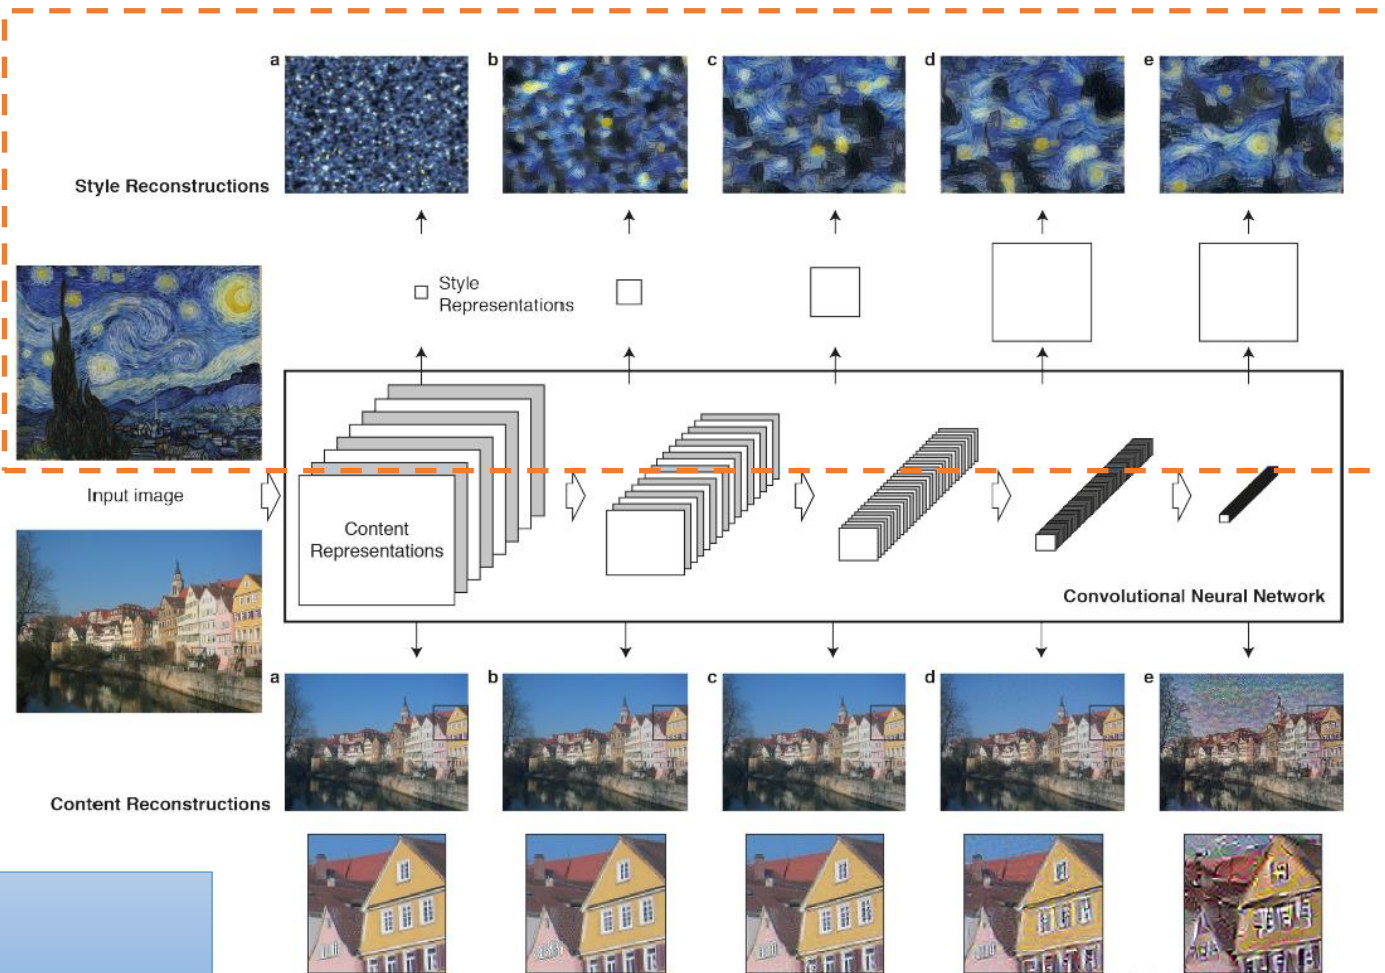 a
b
c
d
e
Style Reconstructions
Style
Representations
Input image
Content
Representations
Convolutional Neural Network
a
b
c
d
e
Content Reconstructions